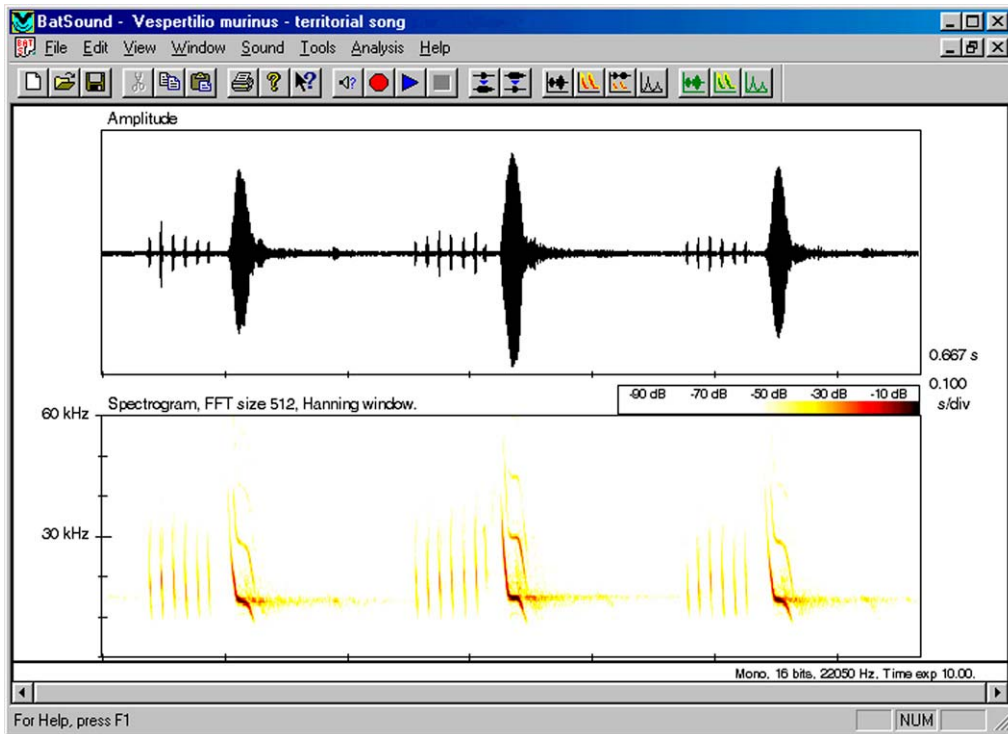 BatSound - Vespertilio murinus - territorial song
File Edit View Window Sound Tools Analysis Help
Amplitude
0.667 s
0.100
s/div
Spectrogram, FFT size 512, Hanning window.
-90 dB -70 dB -50 dB -30 dB -10 dB
60 kHz
30 kHz
Mono, 16 bits, 22050 Hz, Time exp 10.00.
For Help, press F1
NUM